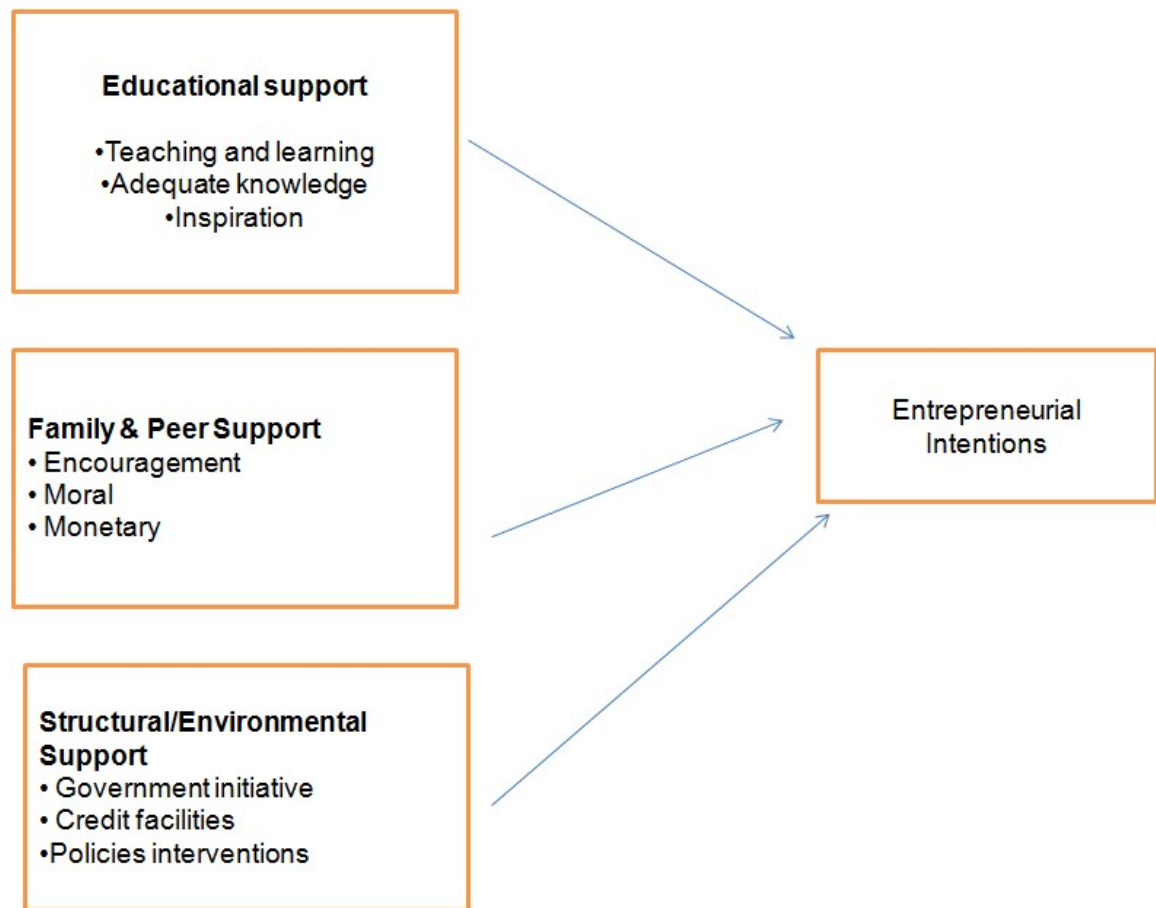 Educational support
•Teaching and learning
•Adequate knowledge
•Inspiration
Family & Peer Support
• Encouragement
• Moral
• Monetary
Structural/Environmental
Support
• Government initiative
• Credit facilities
•Policies interventions
Entrepreneurial
Intentions